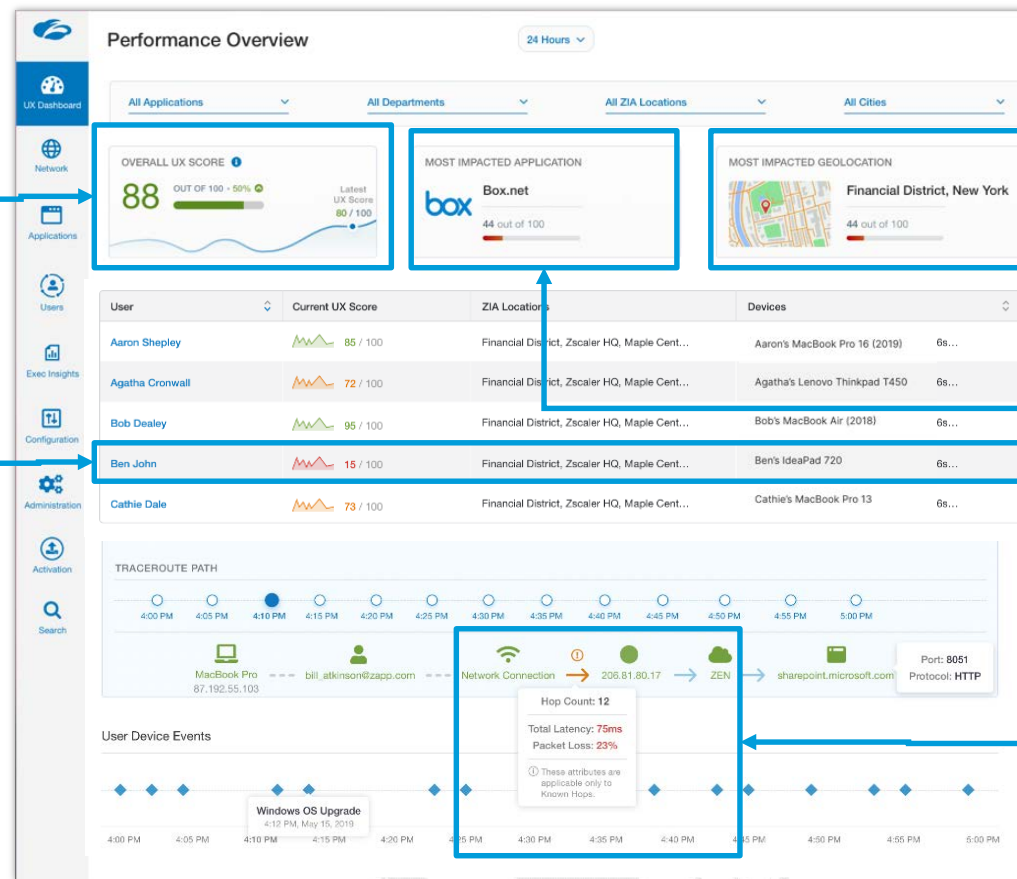 Performance Overview
24 Hours
UX Dashboard
All Applications
All Departments
All ZIA Locations
All Cities
Network
OVERALL UX SCORE
88
OUT OF 100 - 50%
Latest
UX Score
80 / 100
MOST IMPACTED APPLICATION
box
Box.net
44 out of 100
MOST IMPACTED GEOLOCATION
Financial District, New York
44 out of 100
Applications
Users
Exec Insights
Configuration
Administration
Activation
Search
User Current UX Score ZIA Locations Devices
Aaron Shepley 85 / 100 Financial District, Zscaler HQ, Maple Cent... Aaron's MacBook Pro 16 (2019) 6s...
Agatha Cronwall 72 / 100 Financial District, Zscaler HQ, Maple Cent... Agatha's Lenovo Thinkpad T450 6s...
Bob Dealey 95 / 100 Financial District, Zscaler HQ, Maple Cent... Bob's MacBook Air (2018) 6s...
Ben John 15 / 100 Financial District, Zscaler HQ, Maple Cent... Ben's IdeaPad 720 6s...
Cathie Dale 73 / 100 Financial District, Zscaler HQ, Maple Cent... Cathie's MacBook Pro 13 6s...
TRACEROUTE PATH
4:00 PM 4:05 PM 4:10 PM 4:15 PM 4:20 PM 4:25 PM 4:30 PM 4:35 PM 4:40 PM 4:45 PM 4:50 PM 4:55 PM 5:00 PM
MacBook Pro
87.192.55.103
bill_atkinson@zapp.com
Network Connection
206.81.80.17
ZEN
sharepoint.microsoft.com
Port: 8051
Protocol: HTTP
Hop Count: 12
Total Latency: 75ms
Packet Loss: 23%
These attributes are
applicable only to
Known Hops.
User Device Events
Windows OS Upgrade
4:12 PM, May 15, 2019
4:00 PM 4:05 PM 4:10 PM 4:15 PM 4:20 PM 4:25 PM 4:30 PM 4:35 PM 4:40 PM 4:45 PM 4:50 PM 4:55 PM 5:00 PM